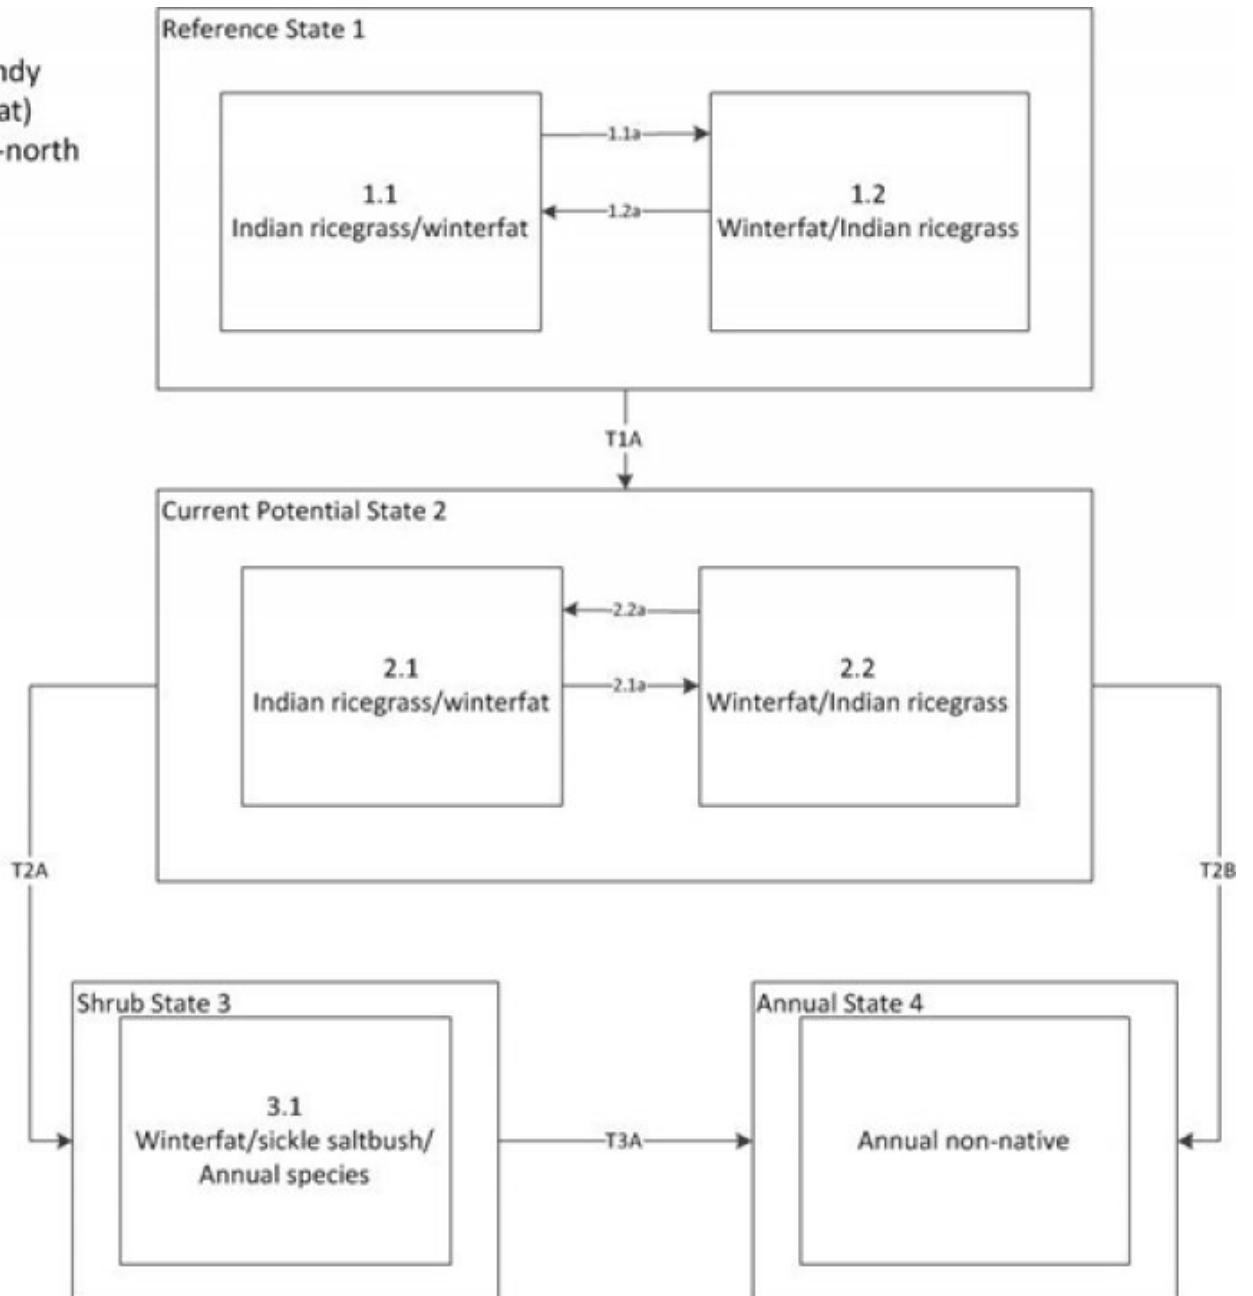 Reference State 1
at)
-north
1.1a
1.1
Indian ricegrass/winterfat
1.2a
1.2
Winterfat/Indian ricegrass
T1A
Current Potential State 2
2.2a
2.1
Indian ricegrass/winterfat
2.1a
2.2
Winterfat/Indian ricegrass
T2A
T2B
Shrub State 3
3.1
Winterfat/sickle saltbush/
Annual species
T3A
Annual State 4
Annual non-native